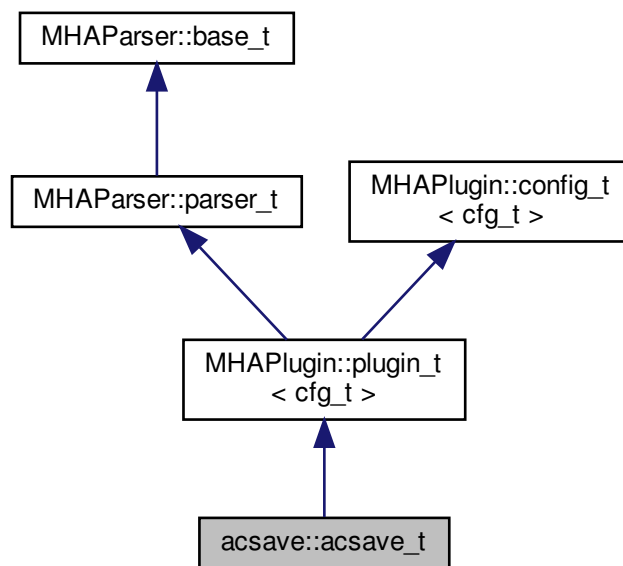 MHAParser::base_t
MHAParser::parser_t
MHAPlugin::config_t
< cfg_t >
MHAPlugin::plugin_t
< cfg_t >
acsave::acsave_t